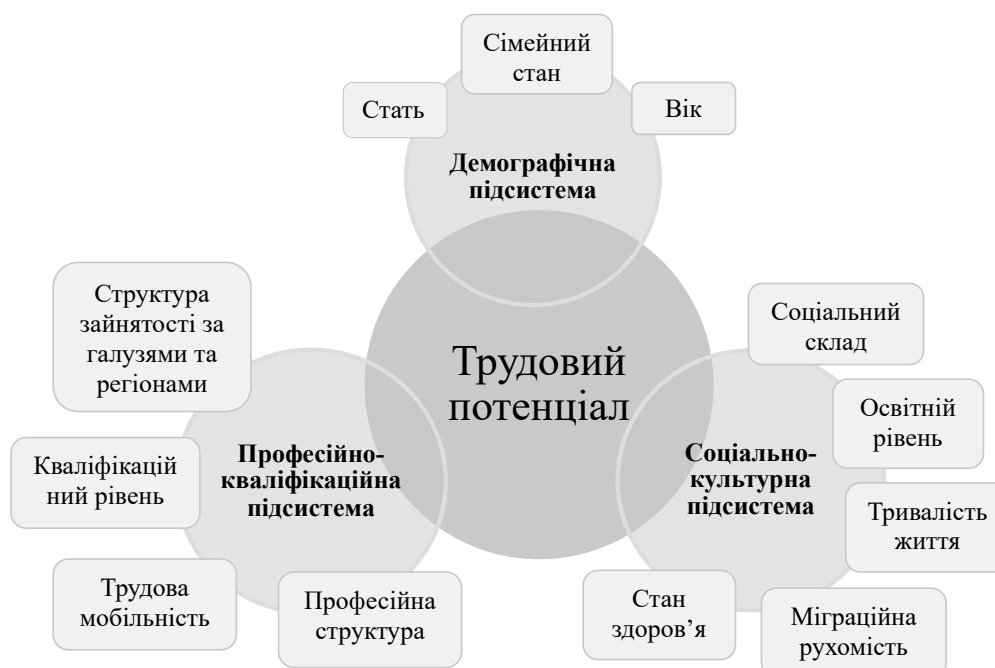 Сімейний
стан
Стать
Вік
Демографічна
підсистема
Трудовий
потенціал
Структура
зайнятості за
галузями та
регіонами
Кваліфікацій
ний рівень
Професійно-
кваліфікаційна
підсистема
Трудова
мобільність
Професійна
структура
Соціальний
склад
Освітній
рівень
Соціально-
культурна
підсистема
Тривалість
життя
Стан
здоров’я
Міграційна
рухомість